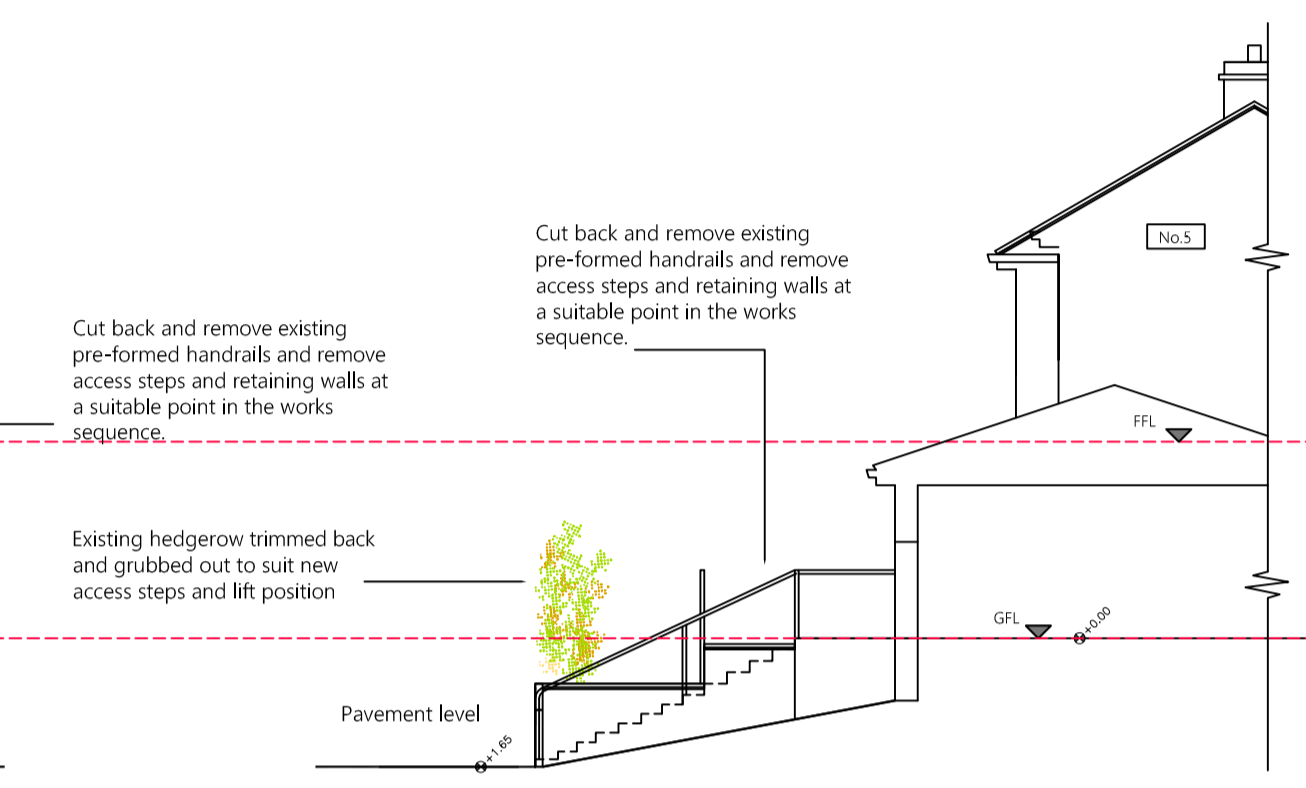 Cut back and remove existing
pre-formed handrails and remove
access steps and retaining walls at
a suitable point in the works
sequence.
No.5
Cut back and remove existing
pre-formed handrails and remove
access steps and retaining walls at
a suitable point in the works
sequence.
FFL
Existing hedgerow trimmed back
and grubbed out to suit new
access steps and lift position
GFL
+0.00
Pavement level
+1.65